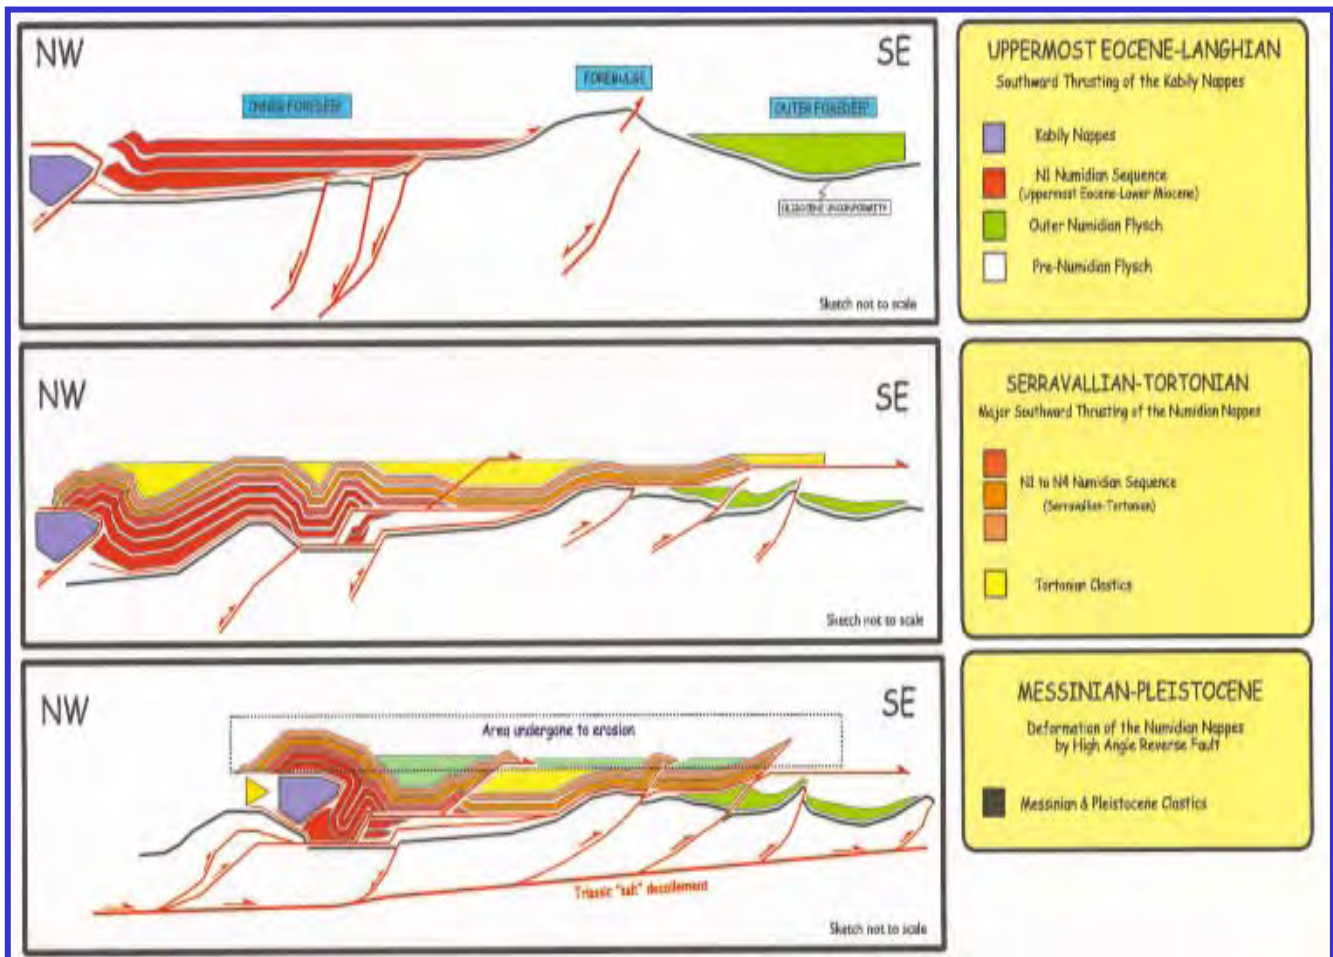 NW
SE
INNER FOREDEEP
FOREBULGE
OUTER FOREDEEP
OLIGOCENE UNCONFORMITY
Sketch not to scale
UPPERMOST EOCENE-LANGHIAN
Southward Thrusting of the Kabily Nappes
Kabily Nappes
N1 Numidian Sequence
(Uppermost Eocene-Lower Miocene)
Outer Numidian Flysch
Pre-Numidian Flysch
NW
SE
Sketch not to scale
SERRAVALLIAN-TORTONIAN
Major Southward Thrusting of the Numidian Nappes
N1 to N4 Numidian Sequence
(Serravallian-Tortonian)
Tortonian Clastics
NW
SE
Area undergone to erosion
Triassic "salt" decollement
Sketch not to scale
MESSINIAN-PLEISTOCENE
Deformation of the Numidian Nappes
by High Angle Reverse Fault
Messinian & Pleistocene Clastics